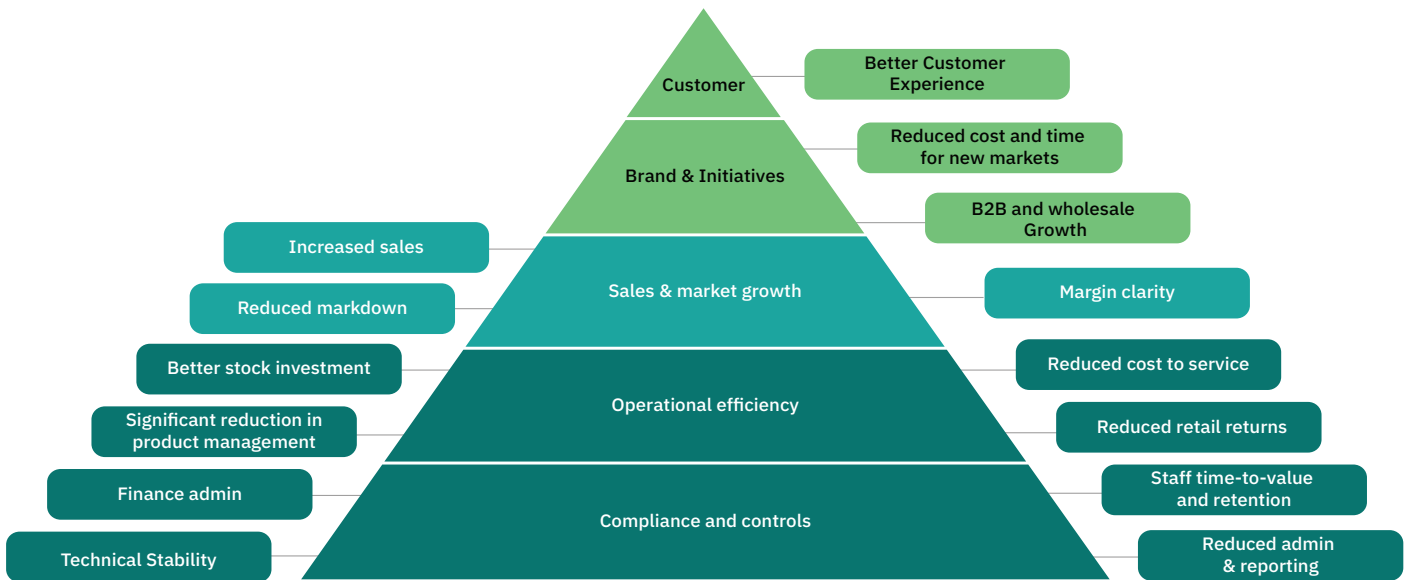 Customer
Better Customer
Experience
Brand & Initiatives
Reduced cost and time
for new markets
B2B and wholesale
Growth
Increased sales
Reduced markdown
Sales & market growth
Margin clarity
Better stock investment
Significant reduction in
product management
Operational efficiency
Reduced cost to service
Reduced retail returns
Finance admin
Technical Stability
Compliance and controls
Staff time-to-value
and retention
Reduced admin
& reporting